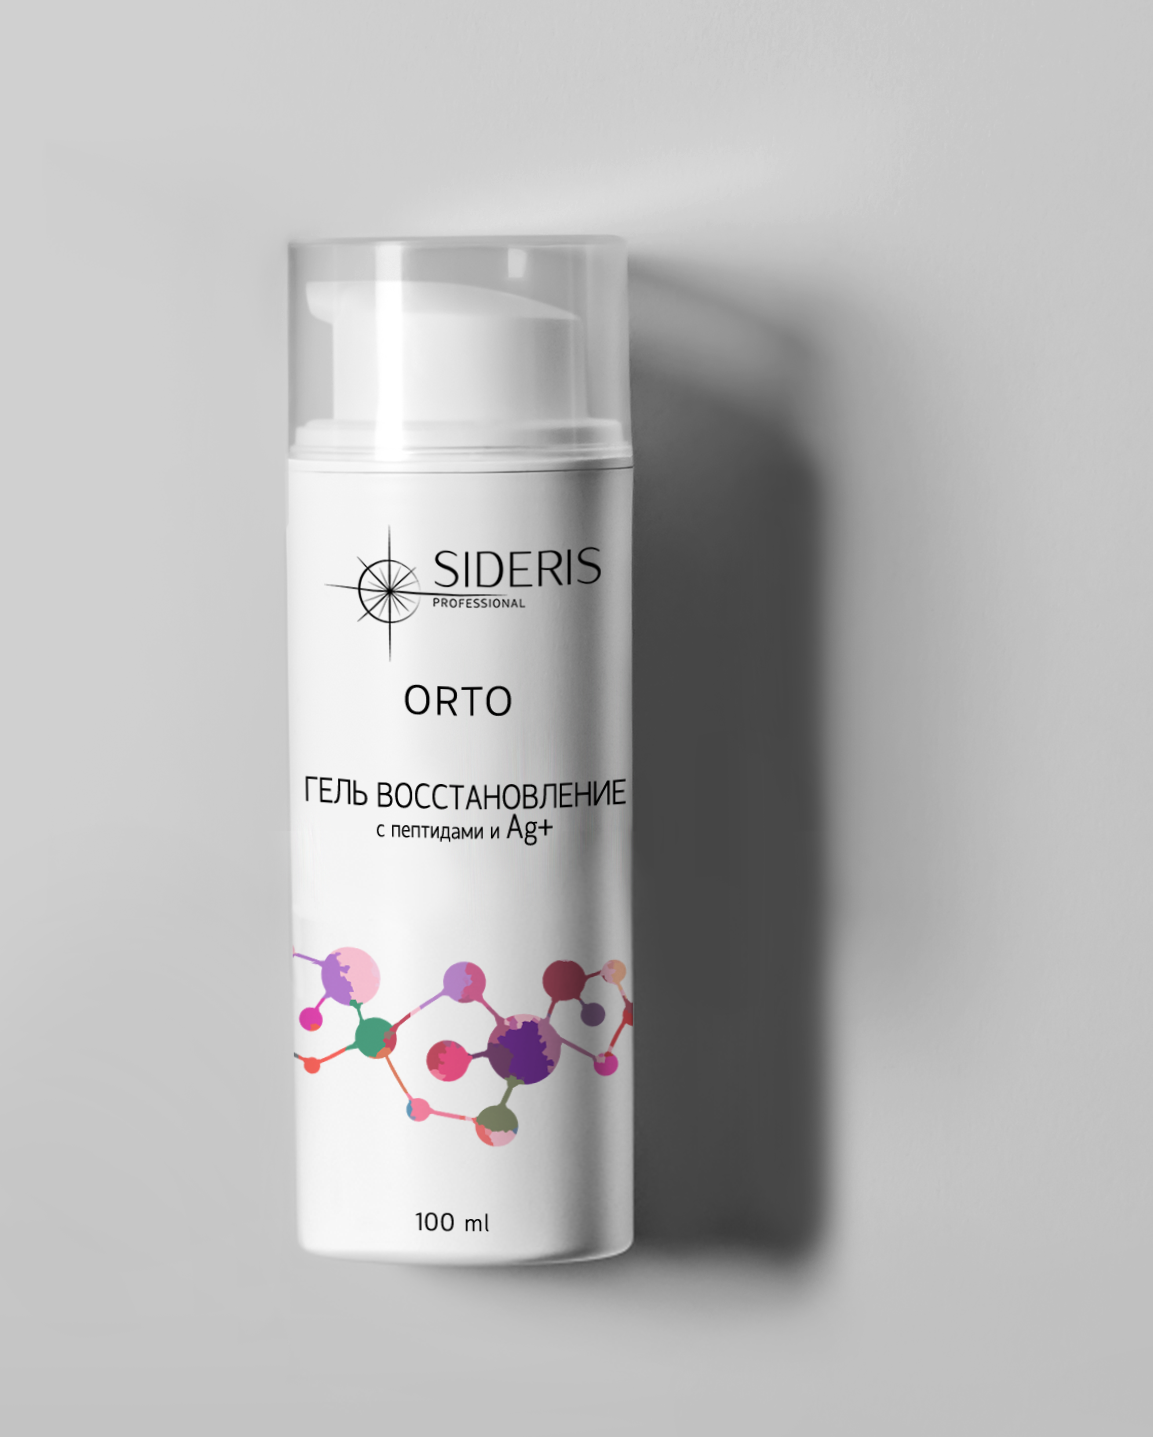 SIDERIS
PROFESSIONAL
ORTO
ГЕЛЬ ВОССТАНОВЛЕНИЕ
с пептидами и Ag+
100 ml